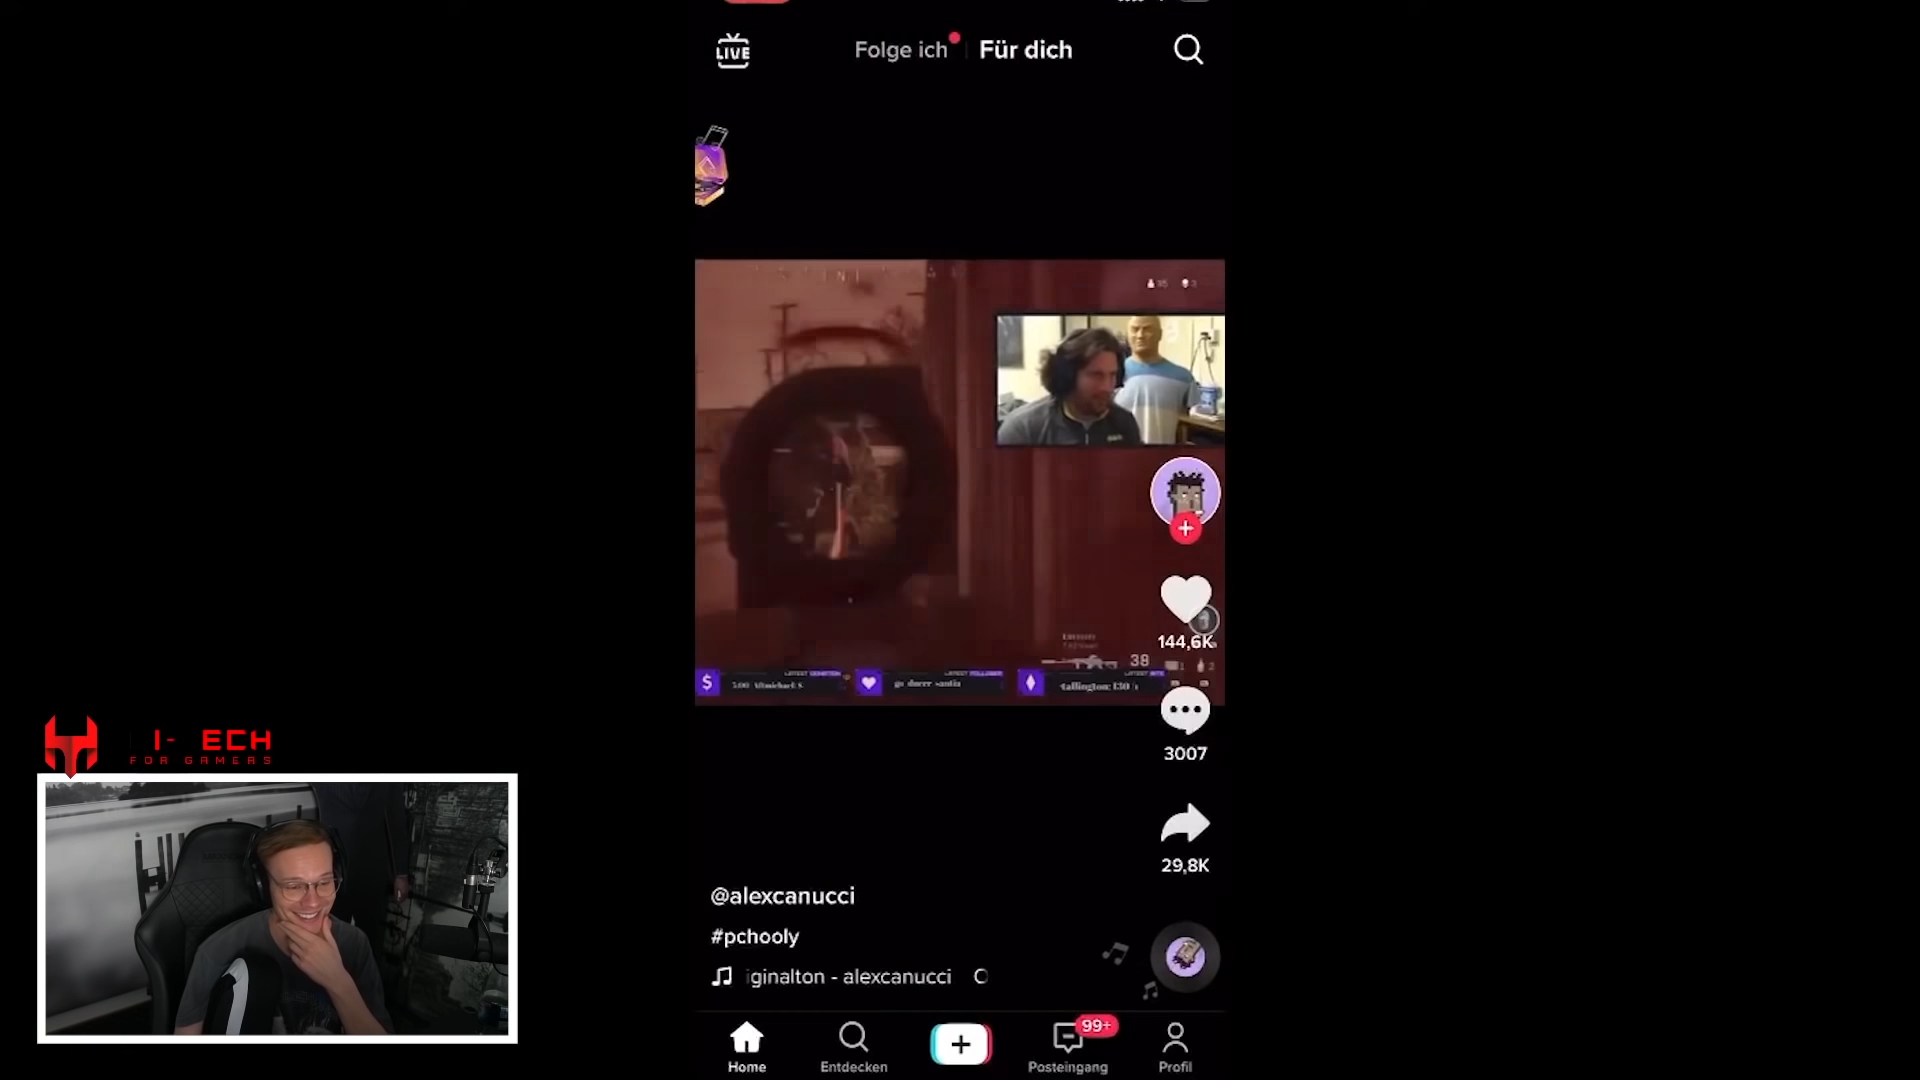 LIVE
Folge ich
Für dich
38
144,6K
3007
29,8K
@alexcanucci
#pchooly
iginalton - alexcanucci
I- ECH
FOR GAMERS
Home
Entdecken
99+
Posteingang
Profil